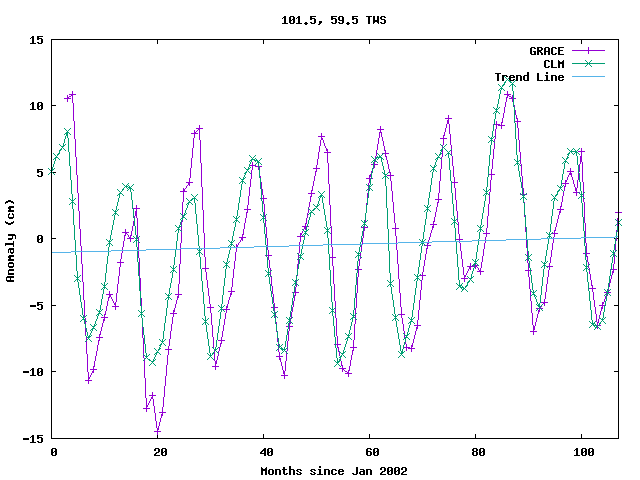 101.5, 59.5 TWS
GRACE
CLM
Trend Line
Anomaly (cm)
15
10
5
0
-5
-10
-15
0 20 40 60 80 100
Months since Jan 2002